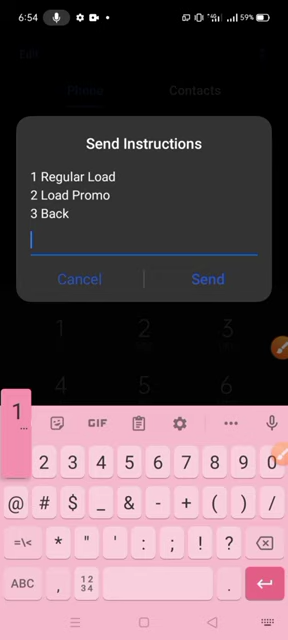 6:54
4G
59%
Phone
Contacts
Send Instructions
1 Regular Load
2 Load Promo
3 Back
Cancel
Send
1 2 3
4 5 6
1
...
GIF
2 3 4 5 6 7 8 9 0
@ # $ _ & - + ( ) /
=\< * " ' : ; ! ?
ABC , 12 34 .